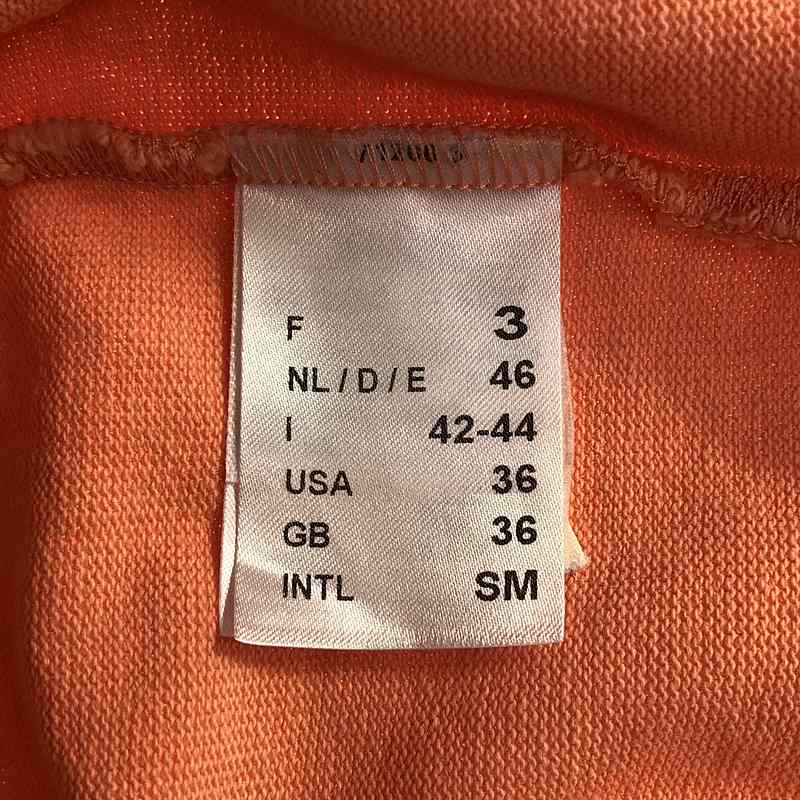 F 3
NL / D / E 46
I 42-44
USA 36
GB 36
INTL SM